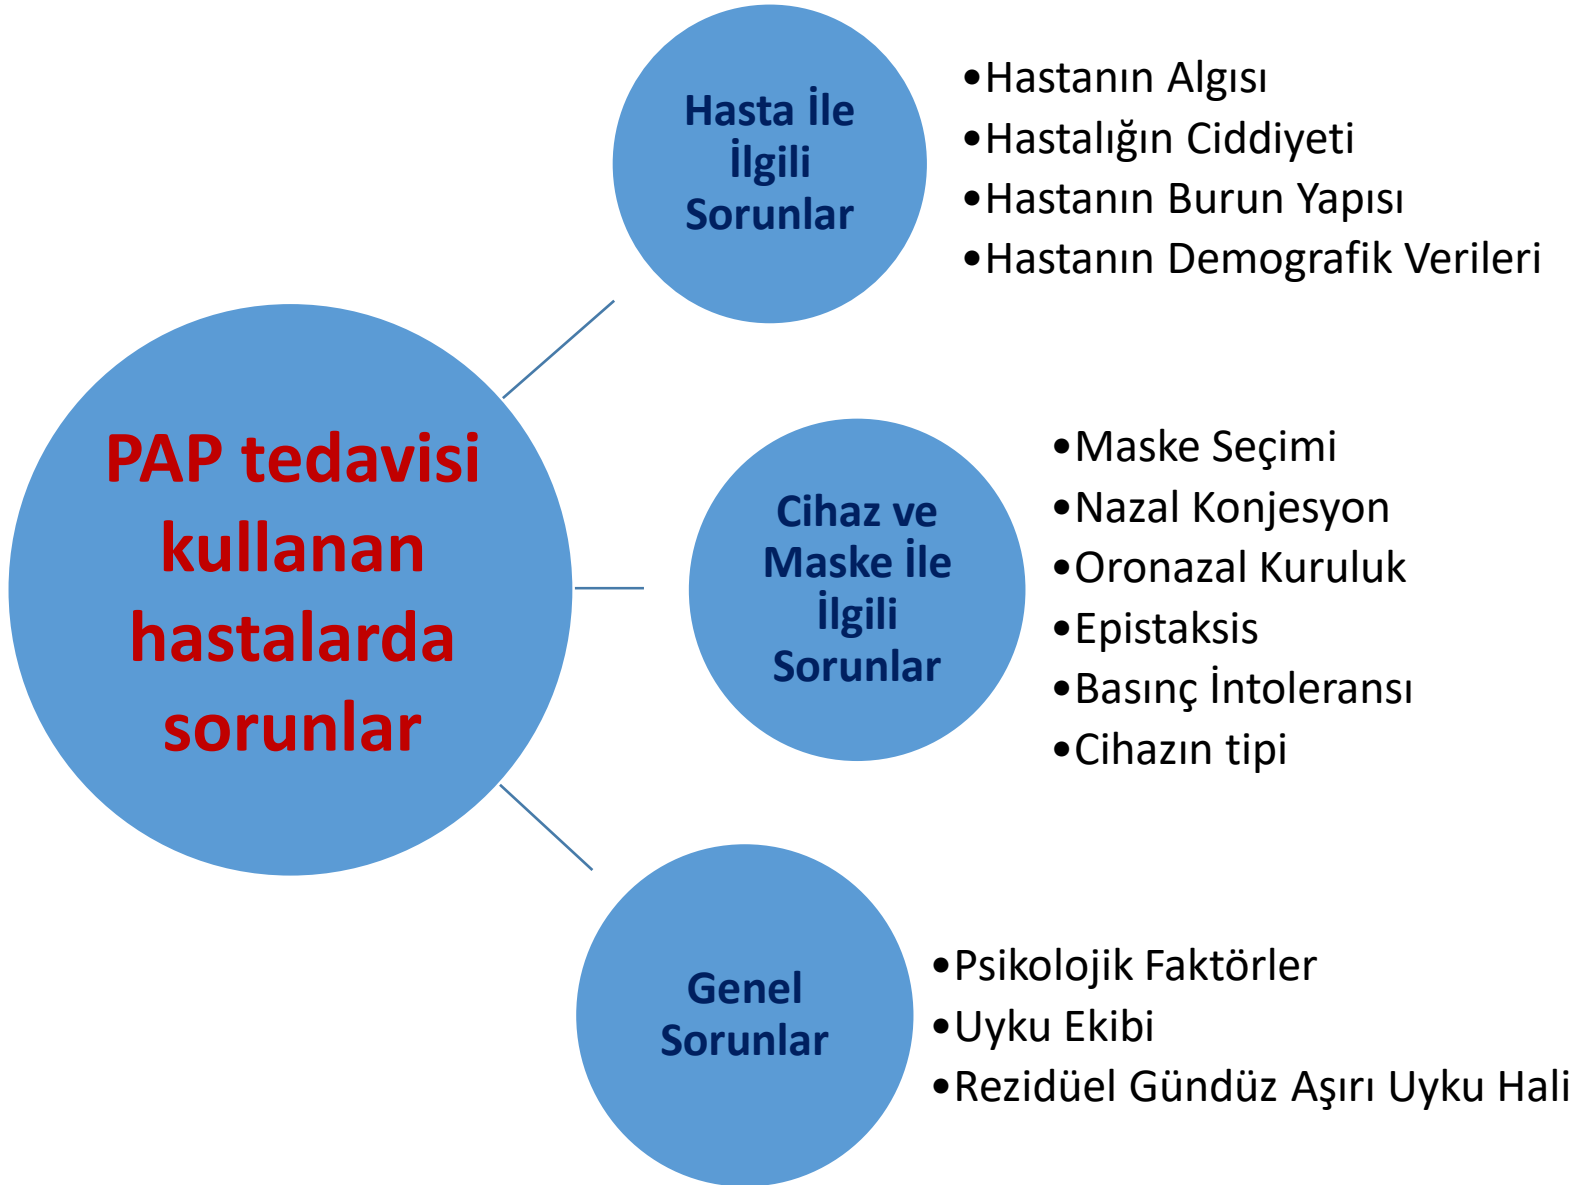 PAP tedavisi
kullanan
hastalarda
sorunlar
Hasta İle
İlgili
Sorunlar
•Hastanın Algısı
•Hastalığın Ciddiyeti
•Hastanın Burun Yapısı
•Hastanın Demografik Verileri
Cihaz ve
Maske İle
İlgili
Sorunlar
•Maske Seçimi
•Nazal Konjesyon
•Oronazal Kuruluk
•Epistaksis
•Basınç İntoleransı
•Cihazın tipi
Genel
Sorunlar
•Psikolojik Faktörler
•Uyku Ekibi
•Rezidüel Gündüz Aşırı Uyku Hali